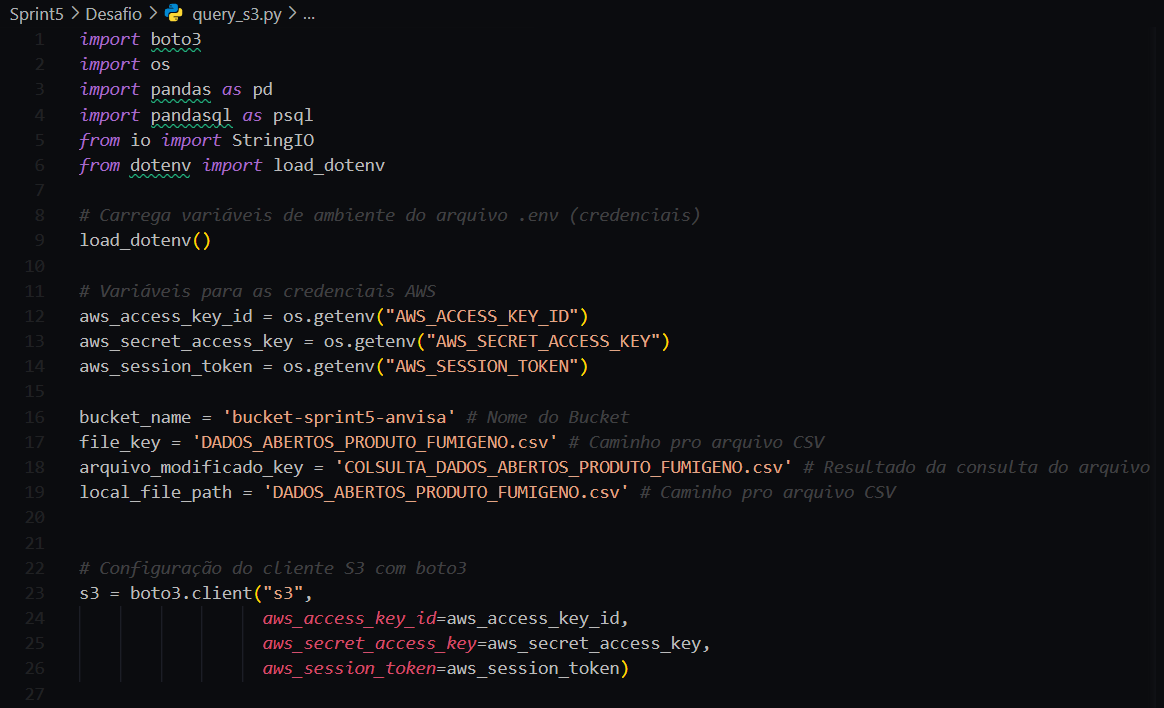 Sprint5 > Desafio > query_s3.py > ...
1 import boto3
2 import os
3 import pandas as pd
4 import pandasql as psql
5 from io import StringIO
6 from dotenv import load_dotenv
7
8 # Carrega variáveis de ambiente do arquivo .env (credenciais)
9 load_dotenv()
10
11 # Variáveis para as credenciais AWS
12 aws_access_key_id = os.getenv("AWS_ACCESS_KEY_ID")
13 aws_secret_access_key = os.getenv("AWS_SECRET_ACCESS_KEY")
14 aws_session_token = os.getenv("AWS_SESSION_TOKEN")
15
16 bucket_name = 'bucket-sprint5-anvisa' # Nome do Bucket
17 file_key = 'DADOS_ABERTOS_PRODUTO_FUMIGENO.csv' # Caminho pro arquivo CSV
18 arquivo_modificado_key = 'COLSULTA_DADOS_ABERTOS_PRODUTO_FUMIGENO.csv' # Resultado da consulta do arquivo
19 local_file_path = 'DADOS_ABERTOS_PRODUTO_FUMIGENO.csv' # Caminho pro arquivo CSV
20
21
22 # Configuração do cliente S3 com boto3
23 s3 = boto3.client("s3",
24 aws_access_key_id=aws_access_key_id,
25 aws_secret_access_key=aws_secret_access_key,
26 aws_session_token=aws_session_token)
27